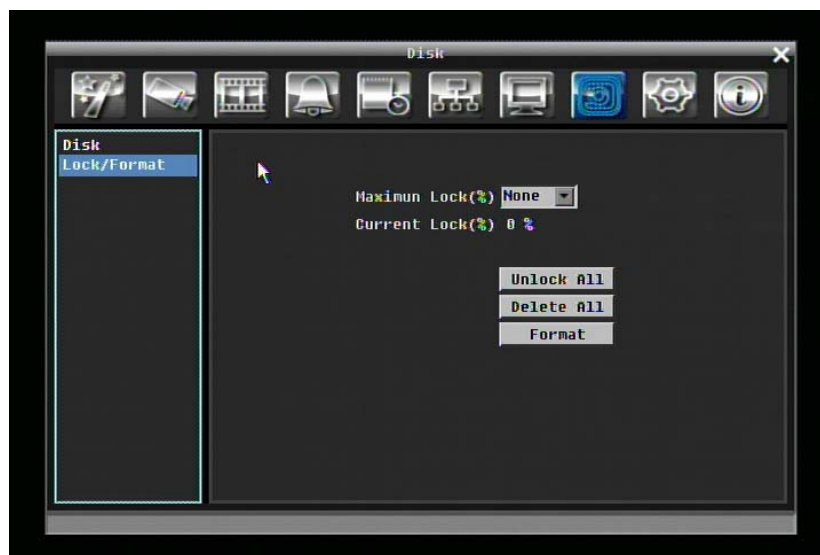 Disk
Disk
Lock/Format
Maximun Lock(%) None
Current Lock(%) 0 %
Unlock All
Delete All
Format